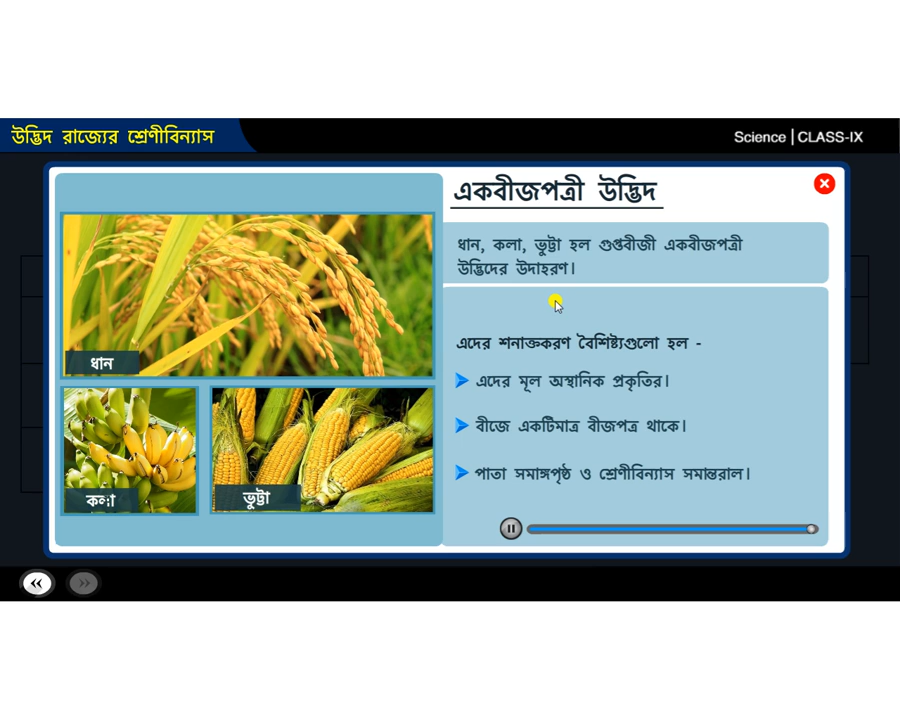 উদ্ভিদ রাজ্যের শ্রেণীবিন্যাস
Science | CLASS-IX
একবীজপত্রী উদ্ভিদ
ধান, কলা, ভুট্টা হল গুপ্তবীজী একবীজপত্রী
উদ্ভিদের উদাহরণ।
এদের শনাক্তকরণ বৈশিষ্ট্যগুলো হল -
এদের মূল অস্থানিক প্রকৃতির।
বীজে একটিমাত্র বীজপত্র থাকে।
পাতা সমাঙ্গপৃষ্ঠ ও শ্রেণীবিন্যাস সমান্তরাল।
ধান
কলা
ভুট্টা